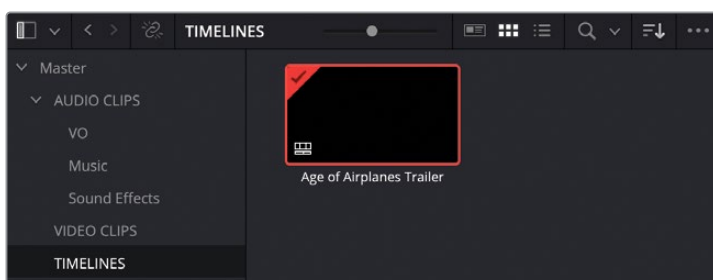 TIMELINES
Master
AUDIO CLIPS
VO
Music
Sound Effects
VIDEO CLIPS
TIMELINES
Age of Airplanes Trailer